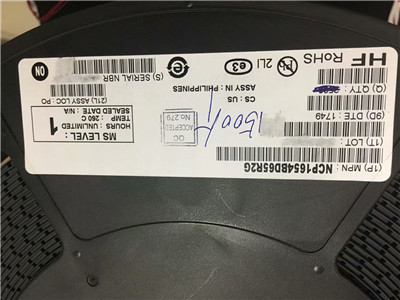 (1P) MPN: NCP1654BD65R2G
(1T) LOT:
(9D) DTE: 1749
(Q) QTY:
HF RoHS
2LI e3
CS: US
ASSY IN: PHILIPPINES
1500
QC
ACCEPTED
No 279
(S) SERIAL NBR
ON
(21L) ASSY LOC: PO
MS LEVEL: 1
HOURS: UNLIMITED
TEMP: 260 C
SEALED DATE: N/A